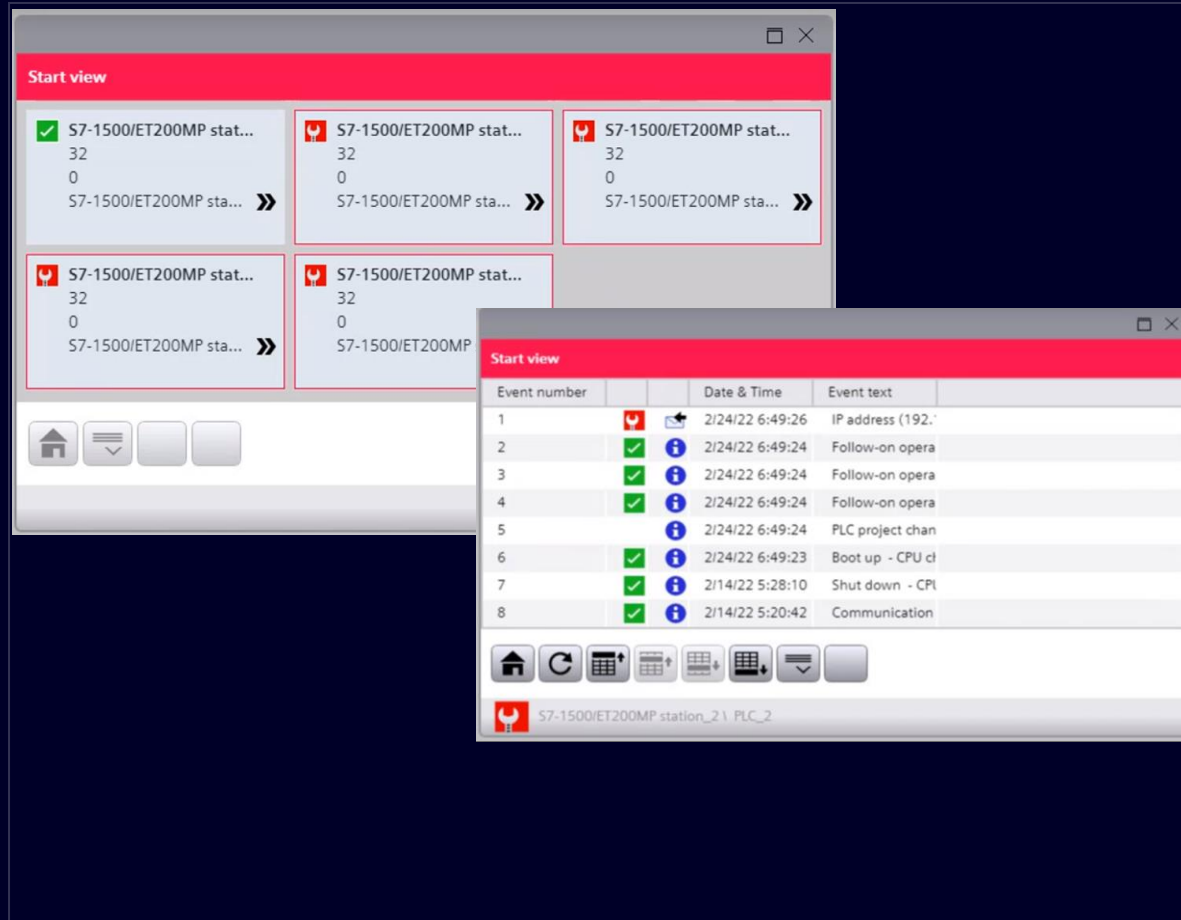 Start view
S7-1500/ET200MP stat...
32
0
S7-1500/ET200MP sta...
S7-1500/ET200MP stat...
32
0
S7-1500/ET200MP sta...
S7-1500/ET200MP stat...
32
0
S7-1500/ET200MP sta...
S7-1500/ET200MP stat...
32
0
S7-1500/ET200MP sta...
S7-1500/ET200MP stat...
32
0
S7-1500/ET200MP
Start view
Event number Date & Time Event text
1 2/24/22 6:49:26 IP address (192.
2 2/24/22 6:49:24 Follow-on opera
3 2/24/22 6:49:24 Follow-on opera
4 2/24/22 6:49:24 Follow-on opera
5 2/24/22 6:49:24 PLC project chan
6 2/24/22 6:49:23 Boot up - CPU ch
7 2/14/22 5:28:10 Shut down - CPU
8 2/14/22 5:20:42 Communication
S7-1500/ET200MP station_2 \ PLC_2